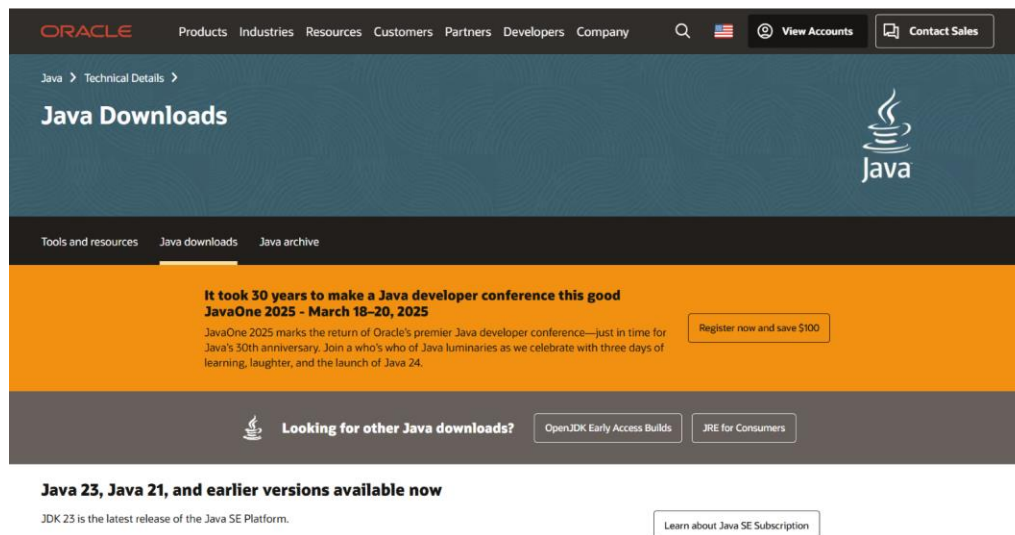 ORACLE Products Industries Resources Customers Partners Developers Company View Accounts Contact Sales
Java > Technical Details >
Java Downloads
Java
Tools and resources Java downloads Java archive
It took 30 years to make a Java developer conference this good
JavaOne 2025 - March 18–20, 2025
JavaOne 2025 marks the return of Oracle's premier Java developer conference—just in time for
Java's 30th anniversary. Join a who's who of Java luminaries as we celebrate with three days of
learning, laughter, and the launch of Java 24.
Register now and save $100
Looking for other Java downloads? OpenJDK Early Access Builds JRE for Consumers
Java 23, Java 21, and earlier versions available now
JDK 23 is the latest release of the Java SE Platform.
Learn about Java SE Subscription